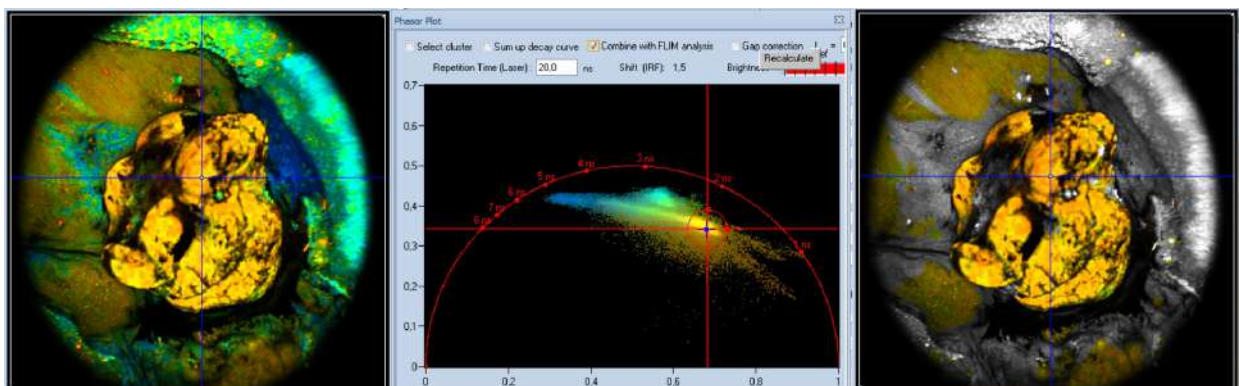 Phasor Plot
Select cluster Sum up decay curve Combine with FLIM analysis Gap correction
Recalculate
Repetition Time (Laser): 20,0 ns Shift (IRF): 1,5
0,7
0,6
0,5
3 ns
4 ns
2 ns
5 ns
6 ns
7 ns
0,4
0,3
1 ns
0,2
0,1
0
0 0,2 0,4 0,6 0,8 1